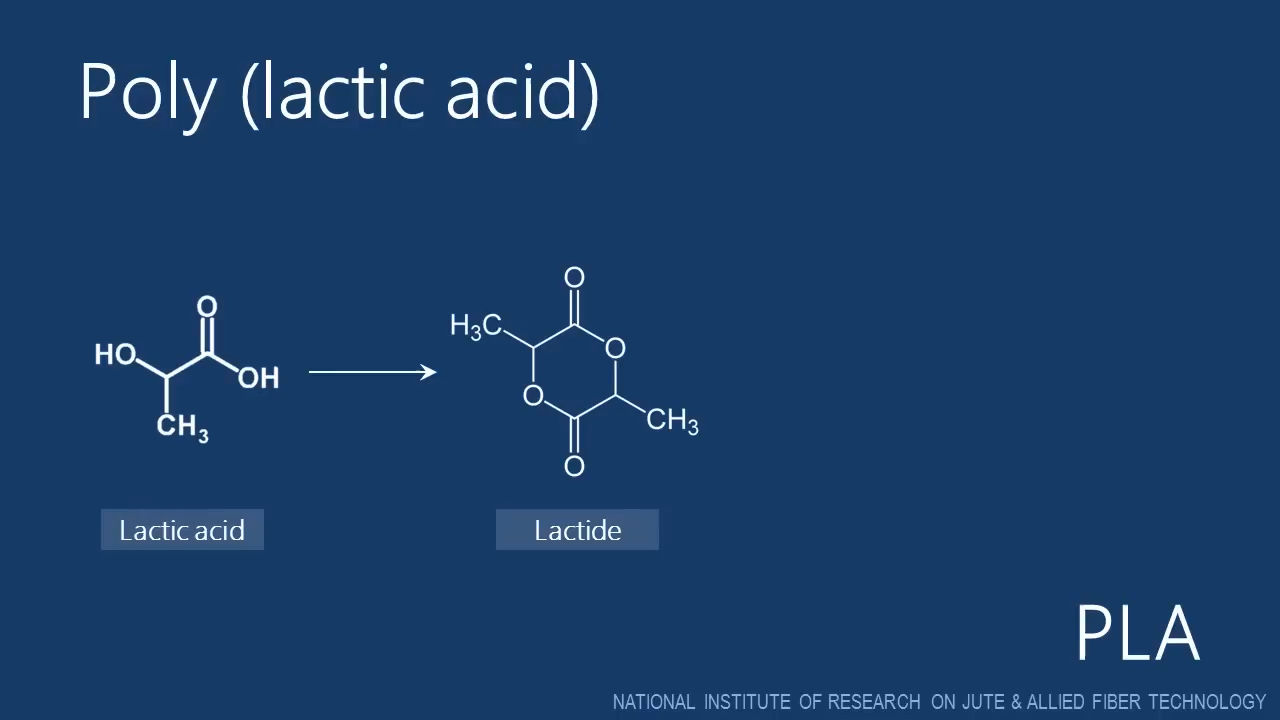 Poly (lactic acid)
O
HO
OH
CH₃
O
H₃C
O
O
CH₃
O
Lactic acid
Lactide
PLA
NATIONAL INSTITUTE OF RESEARCH ON JUTE & ALLIED FIBER TECHNOLOGY